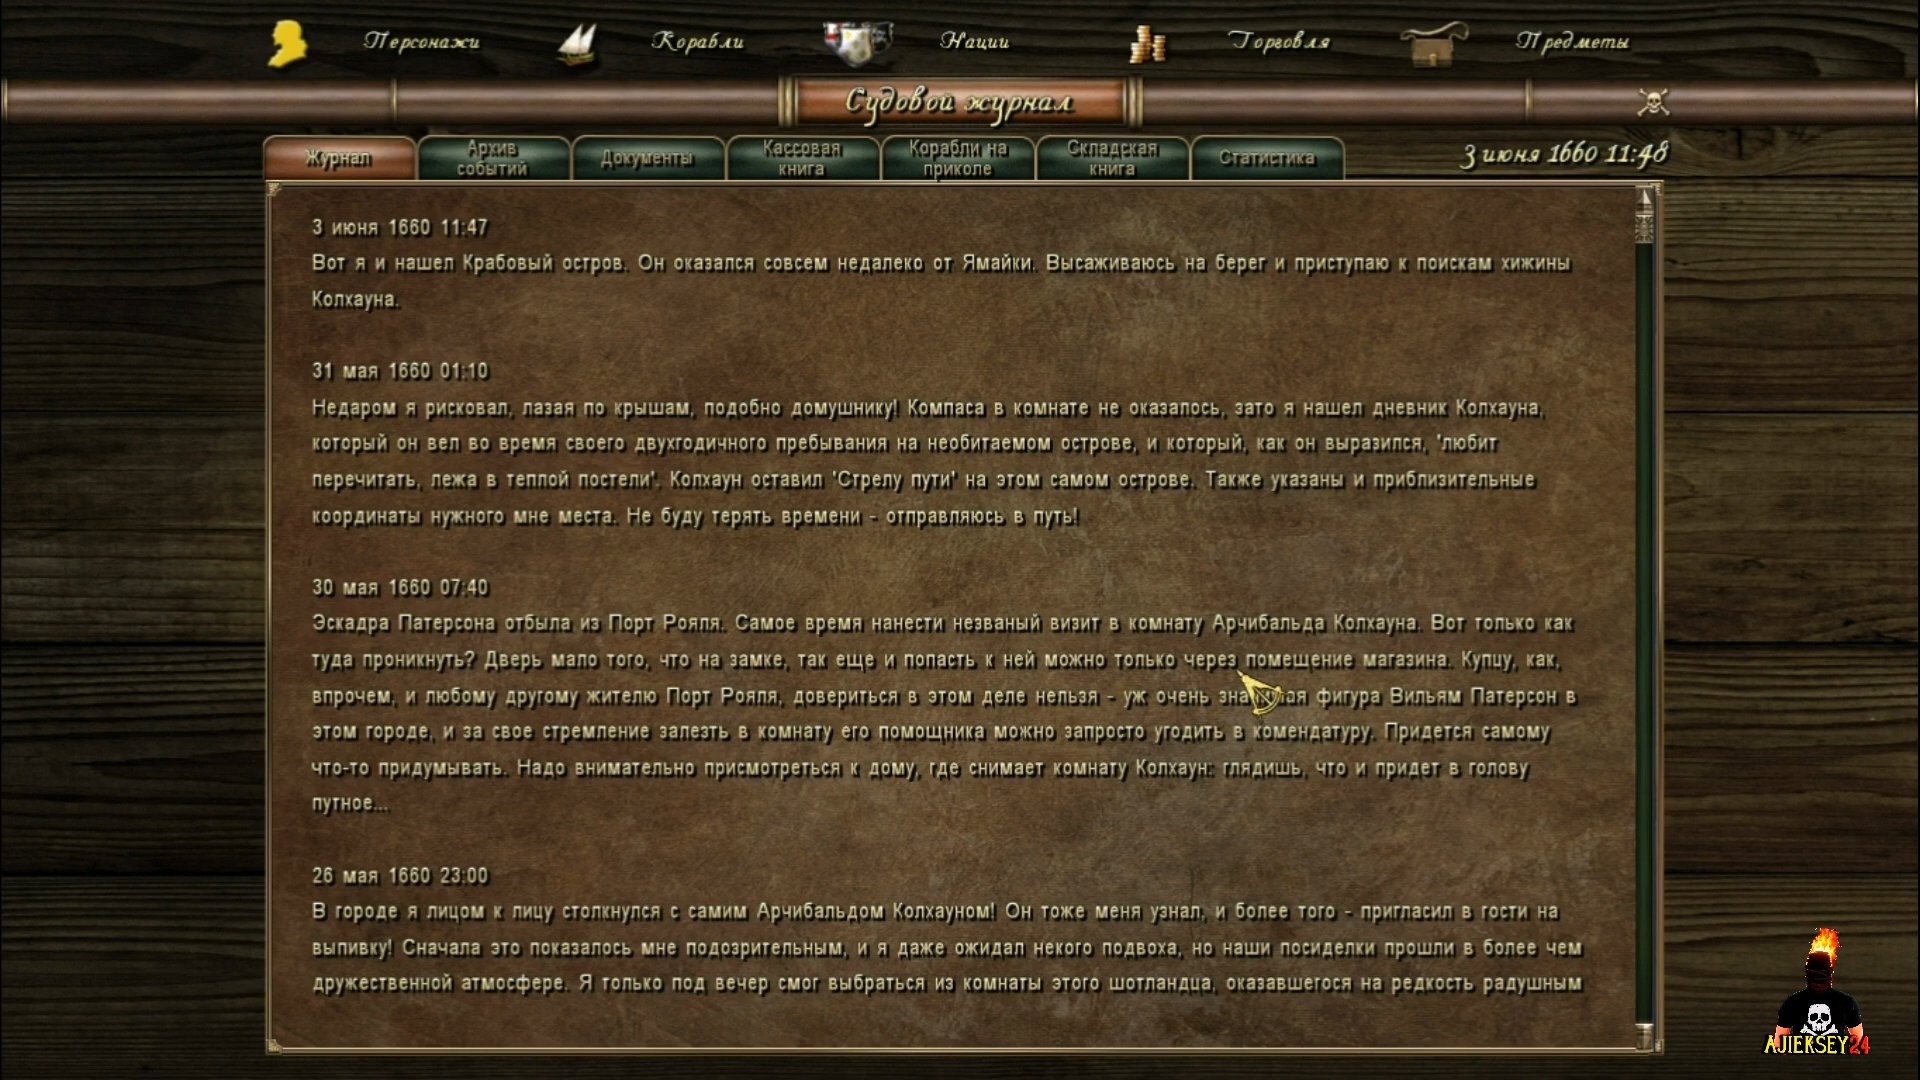 Персонажи
Корабли
Нации
Торговля
Предметы
Судовой журнал
Журнал
Архив событий
Документы
Кассовая книга
Корабли на приколе
Складская книга
Статистика
3 июня 1660 11:48
3 июня 1660 11:47
Вот я и нашел Крабовый остров. Он оказался совсем недалеко от Ямайки. Высаживаюсь на берег и приступаю к поискам хижины
Колхауна.
31 мая 1660 01:10
Недаром я рисковал, лазая по крышам, подобно домушнику! Компаса в комнате не оказалось, зато я нашел дневник Колхауна,
который он вел во время своего двухгодичного пребывания на необитаемом острове, и который, как он выразился, 'любит
перечитать, лежа в теплой постели'. Колхаун оставил 'Стрелу пути' на этом самом острове. Также указаны и приблизительные
координаты нужного мне места. Не буду терять времени - отправляюсь в путь!
30 мая 1660 07:40
Эскадра Патерсона отбыла из Порт Рояля. Самое время нанести незваный визит в комнату Арчибальда Колхауна. Вот только как
туда проникнуть? Дверь мало того, что на замке, так еще и попасть к ней можно только через помещение магазина. Купцу, как,
впрочем, и любому другому жителю Порт Рояля, довериться в этом деле нельзя - уж очень фигура Вильям Патерсон в
этом городе, и за свое стремление залезть в комнату его помощника можно запросто угодить в комендатуру. Придется самому
что-то придумывать. Надо внимательно присмотреться к дому, где снимает комнату Колхаун: глядишь, что и придет в голову
путное...
26 мая 1660 23:00
В городе я лицом к лицу столкнулся с самим Арчибальдом Колхауном! Он тоже меня узнал, и более того - пригласил в гости на
выпивку! Сначала это показалось мне подозрительным, и я даже ожидал некого подвоха, но наши посиделки прошли в более чем
дружественной атмосфере. Я только под вечер смог выбраться из комнаты этого шотландца, оказавшегося на редкость радушным
AJIEKSEY24